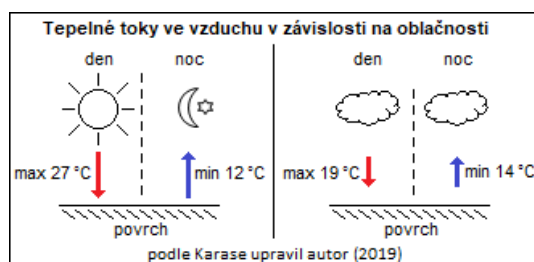 Tepelné toky ve vzduchu v závislosti na oblačnosti
den noc den noc
max 27 °C min 12 °C max 19 °C min 14 °C
povrch povrch
podle Karase upravil autor (2019)